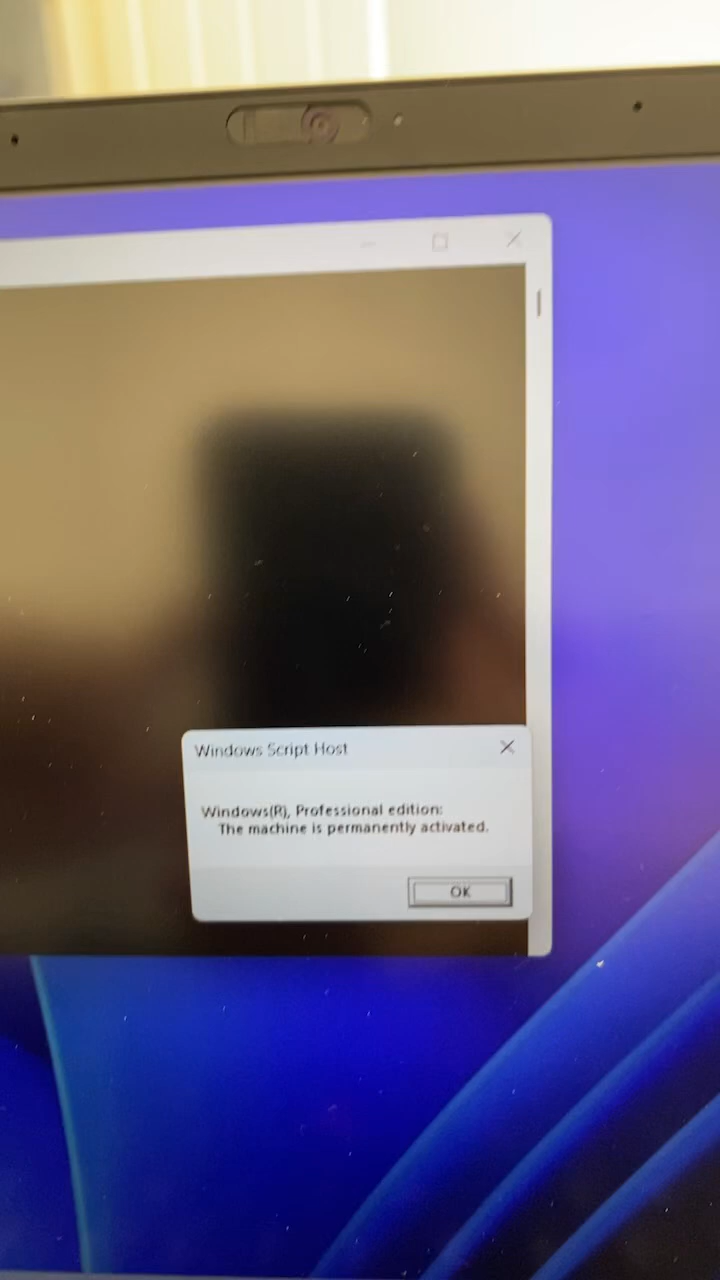 Windows Script Host
Windows(R), Professional edition:
The machine is permanently activated.
OK